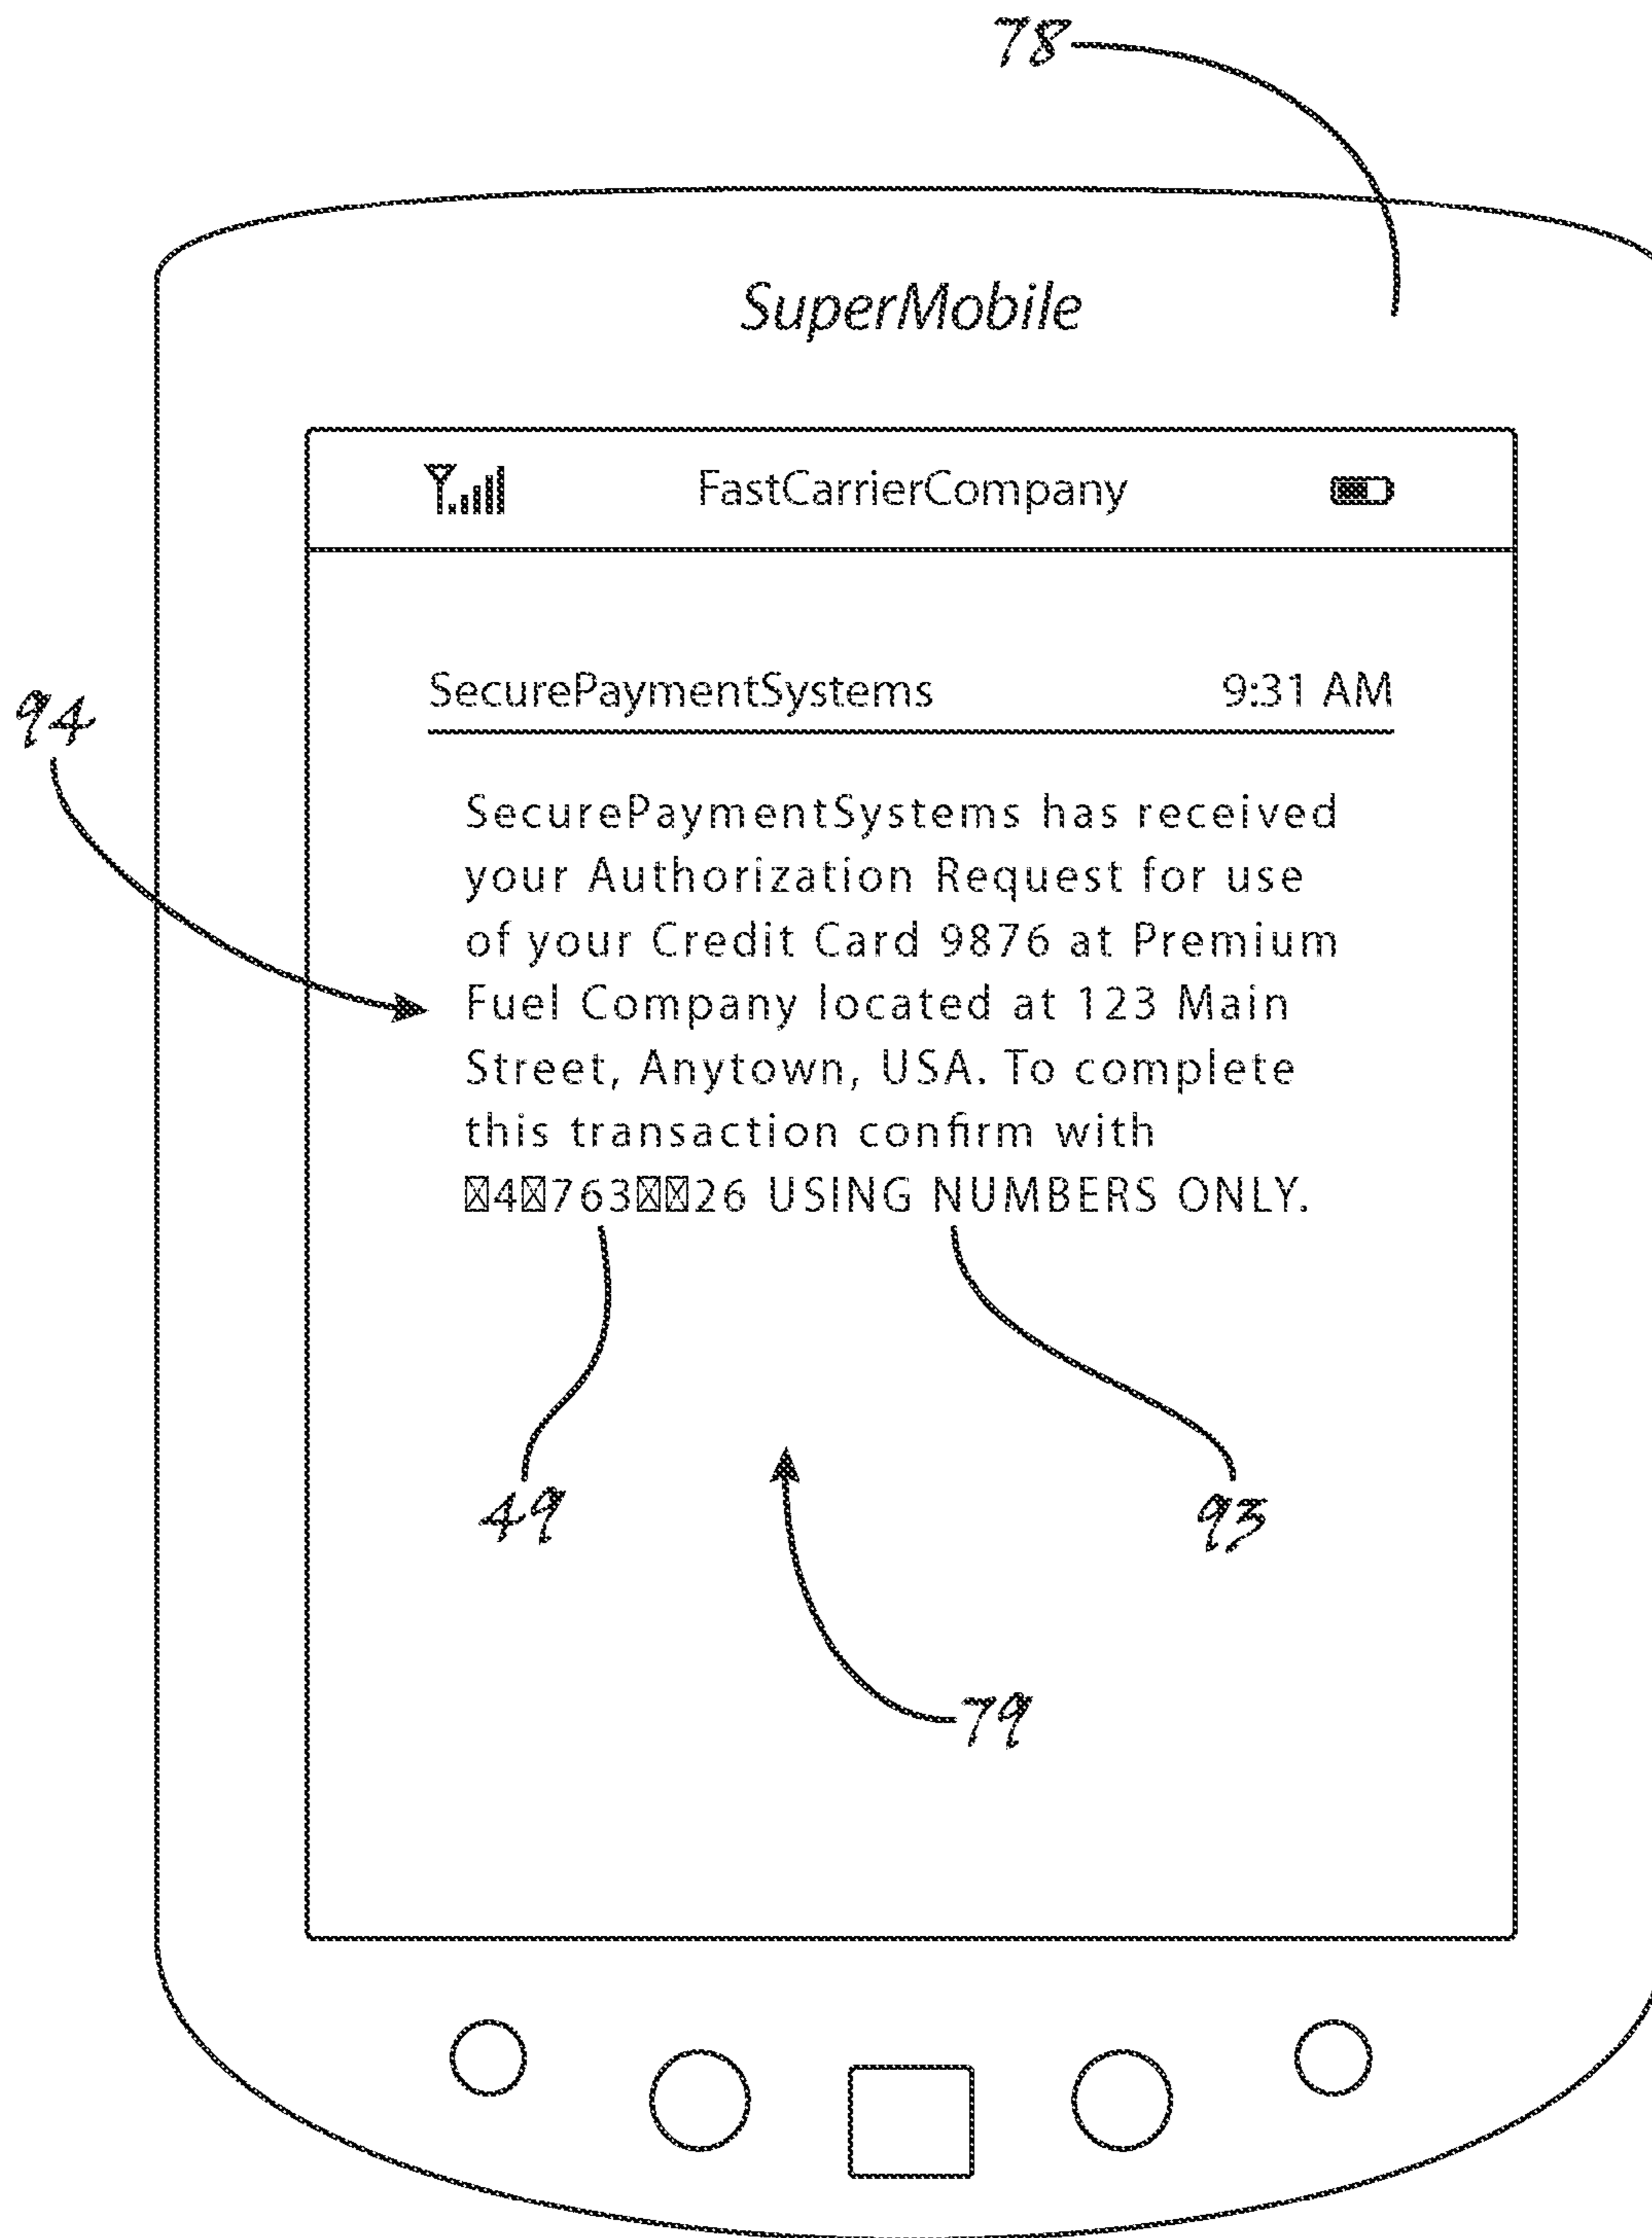 78
SuperMobile
FastCarrierCompany
SecurePaymentSystems 9:31 AM
94
SecurePaymentSystems has received
your Authorization Request for use
of your Credit Card 9876 at Premium
Fuel Company located at 123 Main
Street, Anytown, USA. To complete
this transaction confirm with
☒4☒763☒☒26 USING NUMBERS ONLY.
49
93
79